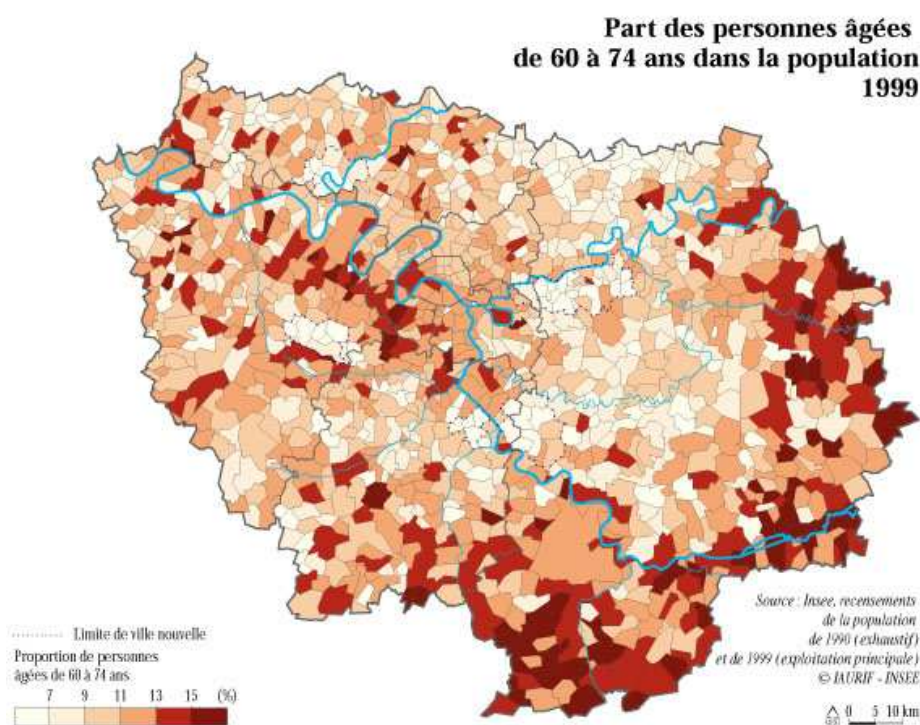 Part des personnes âgées
de 60 à 74 ans dans la population
1999
Limite de ville nouvelle
Proportion de personnes
âgées de 60 à 74 ans
7 9 11 13 15 (%)
Source : Insee, recensements
de la population
de 1990 (exhaustif)
et de 1999 (exploitation principale)
© IAURIF - INSEE
0 5 10 km